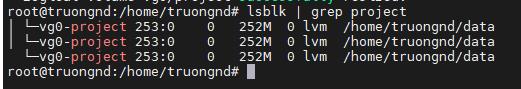 root@truongnd:/home/truongnd# lsblk | grep project
│ └─vg0-project 253:0    0   252M  0 lvm  /home/truongnd/data
│ └─vg0-project 253:0    0   252M  0 lvm  /home/truongnd/data
  └─vg0-project 253:0    0   252M  0 lvm  /home/truongnd/data
root@truongnd:/home/truongnd#